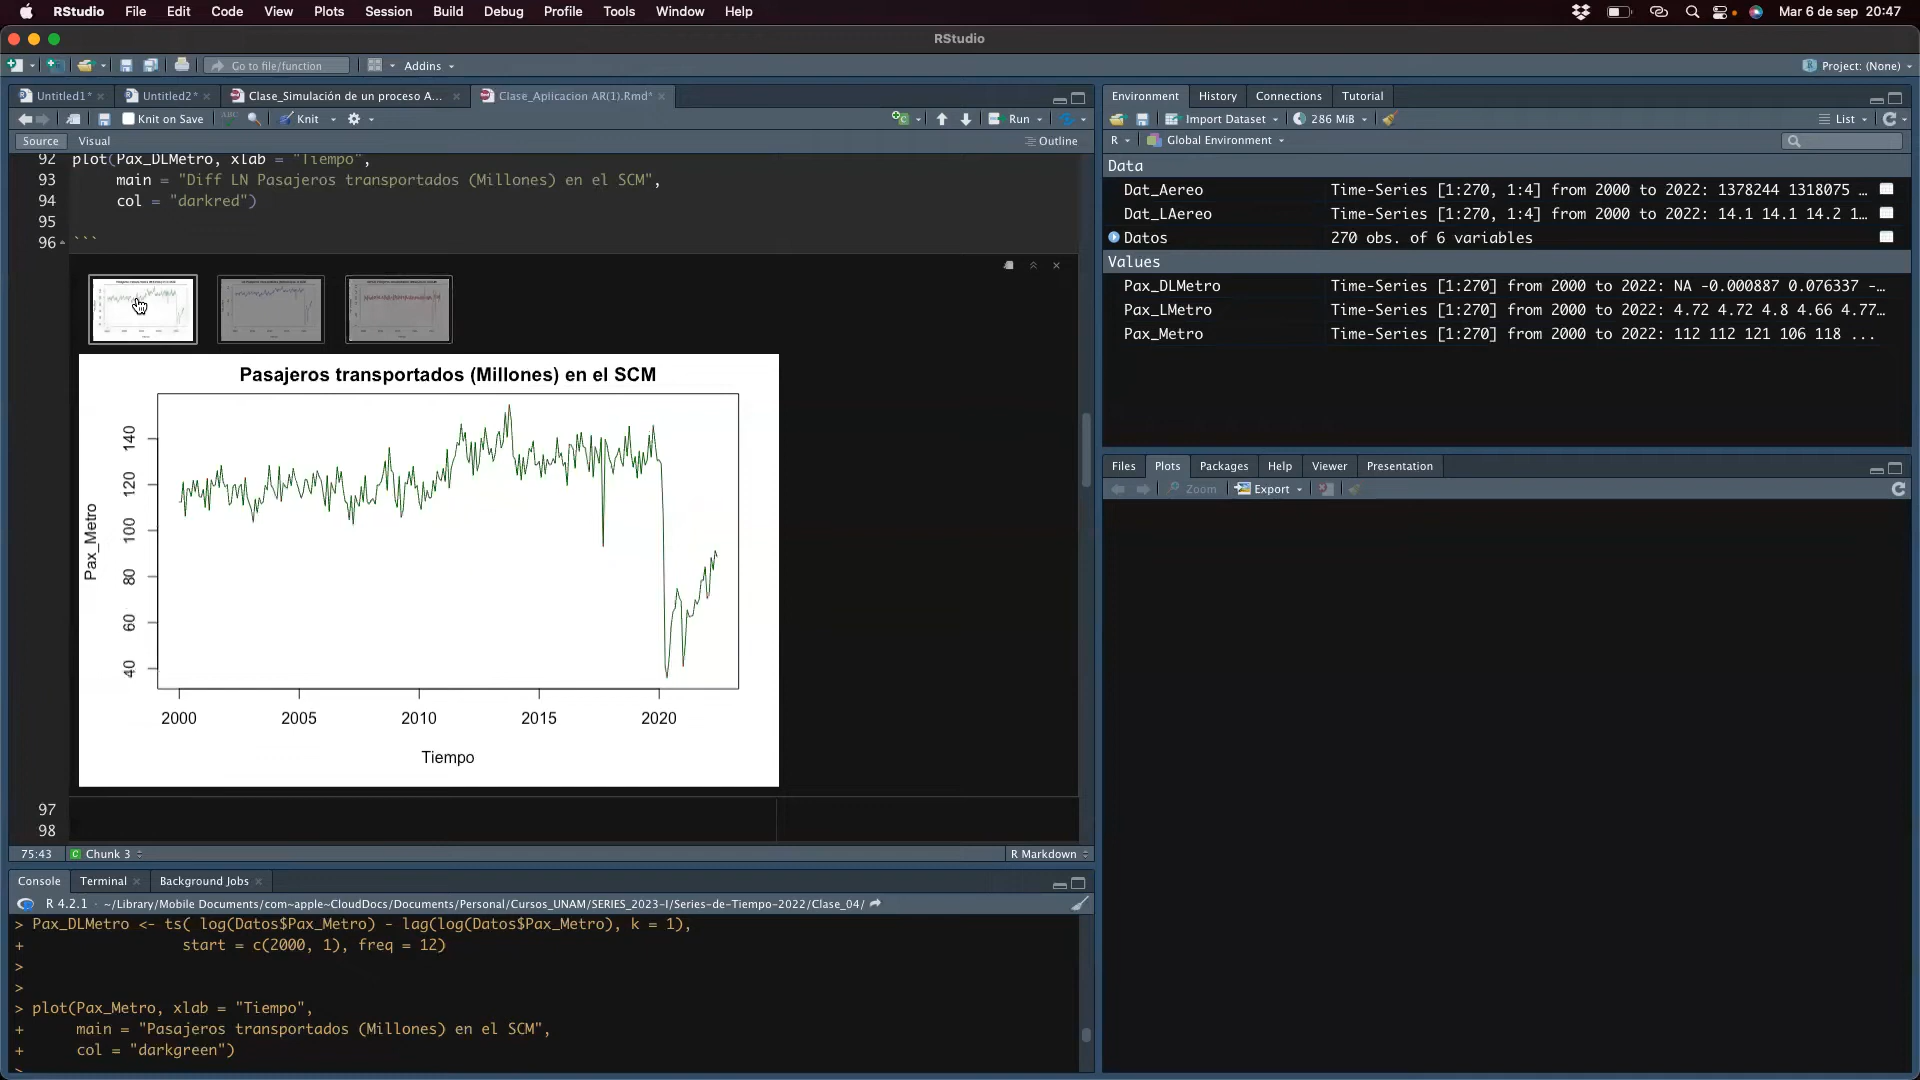 RStudio File Edit Code View Plots Session Build Debug Profile Tools Window Help Mar 6 de sep 20:47
RStudio
Go to file/function Addins Project: (None)
Untitled1* Untitled2* Clase_Simulación de un proceso A... Clase_Aplicacion AR(1).Rmd*
Knit on Save ABC Knit Run
Source Visual Outline
92 plot(Pax_DLMetro, xlab = "Tiempo",
93 main = "Diff LN Pasajeros transportados (Millones) en el SCM",
94 col = "darkred")
95
96 ```
Pasajeros transportados (Millones) en el SCM
Pax_Metro
140
120
100
80
60
40
2000 2005 2010 2015 2020
Tiempo
97
98
75:43 C Chunk 3 R Markdown
Console Terminal Background Jobs
R 4.2.1 · ~/Library/Mobile Documents/com~apple~CloudDocs/Documents/Personal/Cursos_UNAM/SERIES_2023-I/Series-de-Tiempo-2022/Clase_04/
> Pax_DLMetro <- ts( log(Datos$Pax_Metro) - lag(log(Datos$Pax_Metro), k = 1),
+ start = c(2000, 1), freq = 12)
>
>
> plot(Pax_Metro, xlab = "Tiempo",
+ main = "Pasajeros transportados (Millones) en el SCM",
+ col = "darkgreen")
>
Environment History Connections Tutorial
Import Dataset 286 MiB List
R Global Environment
Data
Dat_Aereo Time-Series [1:270, 1:4] from 2000 to 2022: 1378244 1318075 …
Dat_LAereo Time-Series [1:270, 1:4] from 2000 to 2022: 14.1 14.1 14.2 1…
Datos 270 obs. of 6 variables
Values
Pax_DLMetro Time-Series [1:270] from 2000 to 2022: NA -0.000887 0.076337 -…
Pax_LMetro Time-Series [1:270] from 2000 to 2022: 4.72 4.72 4.8 4.66 4.77…
Pax_Metro Time-Series [1:270] from 2000 to 2022: 112 112 121 106 118 ...
Files Plots Packages Help Viewer Presentation
Zoom Export